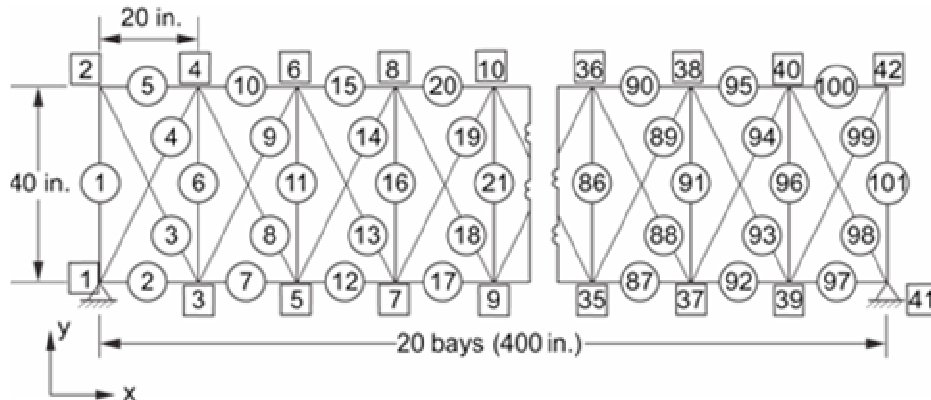 20 in.
2 4 6 8 10 36 38 40 42
5 10 15 20 90 95 100
4 9 14 19 89 94 99
40 in. 1 6 11 16 21 86 91 96 101
3 8 13 18 88 93 98
1 2 7 12 17 87 92 97 41
3 5 7 9 35 37 39
y
20 bays (400 in.)
x